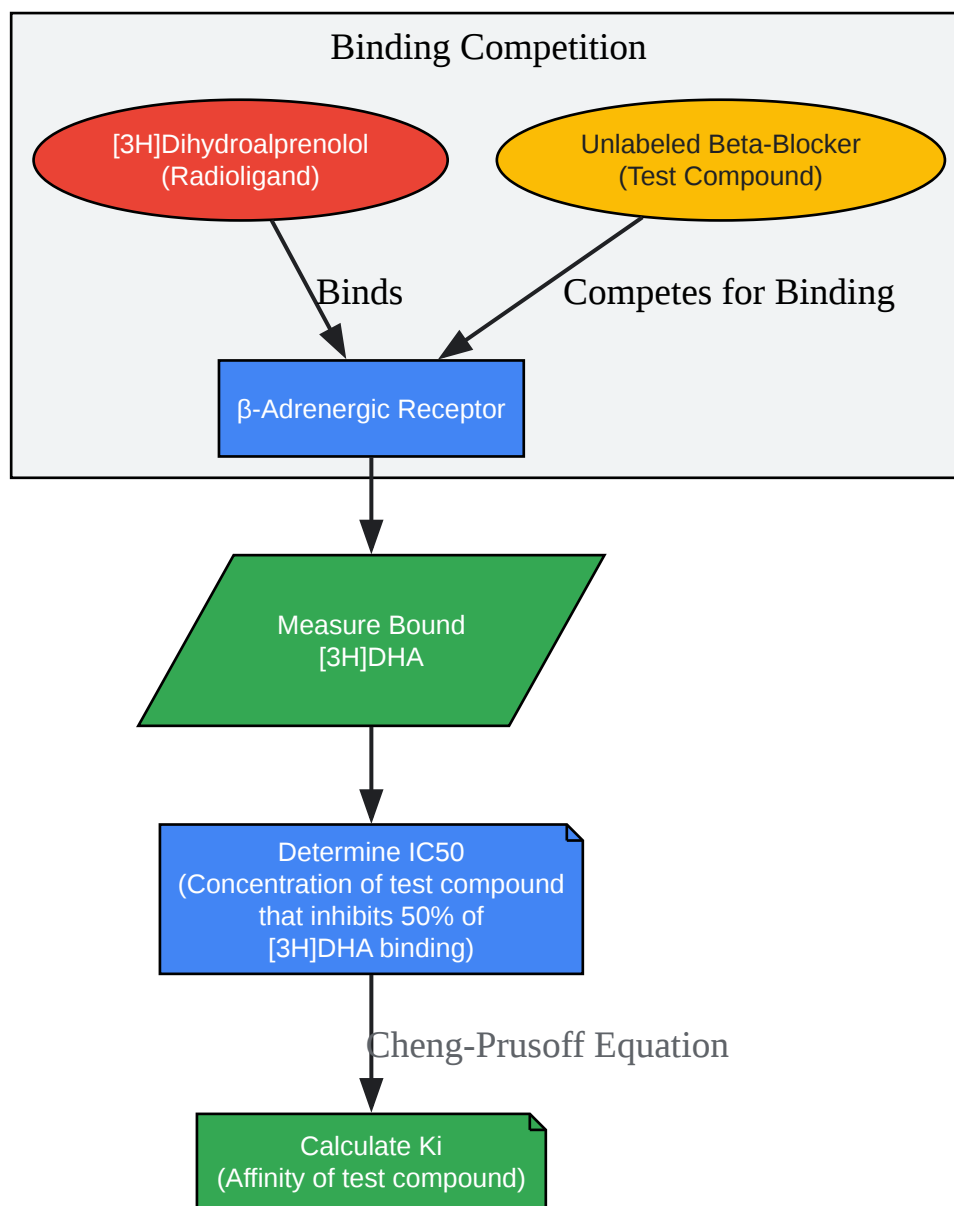 Binding Competition
[3H]Dihydroalprenolol
(Radioligand)
Unlabeled Beta-Blocker
(Test Compound)
Binds
Competes for Binding
β-Adrenergic Receptor
Measure Bound
[3H]DHA
Determine IC50
(Concentration of test compound
that inhibits 50% of
[3H]DHA binding)
Cheng-Prusoff Equation
Calculate Ki
(Affinity of test compound)